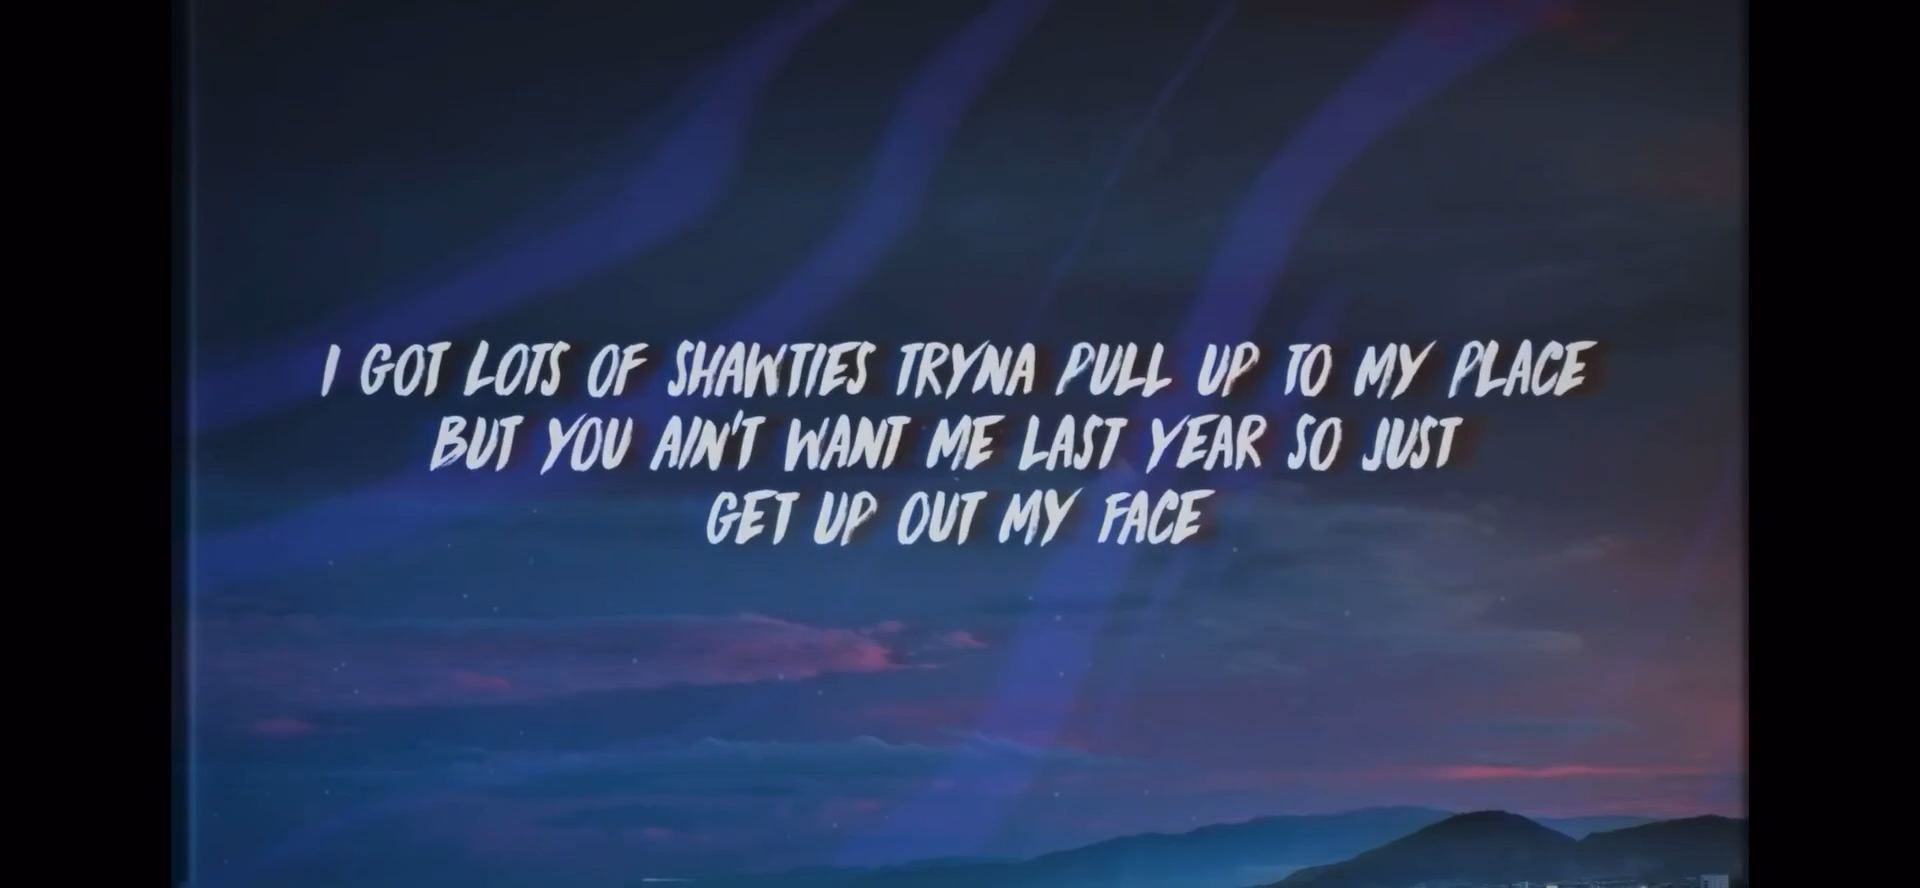 I GOT LOTS OF SHAWTIES TRYNA PULL UP TO MY PLACE
BUT YOU AIN'T WANT ME LAST YEAR SO JUST
GET UP OUT MY FACE